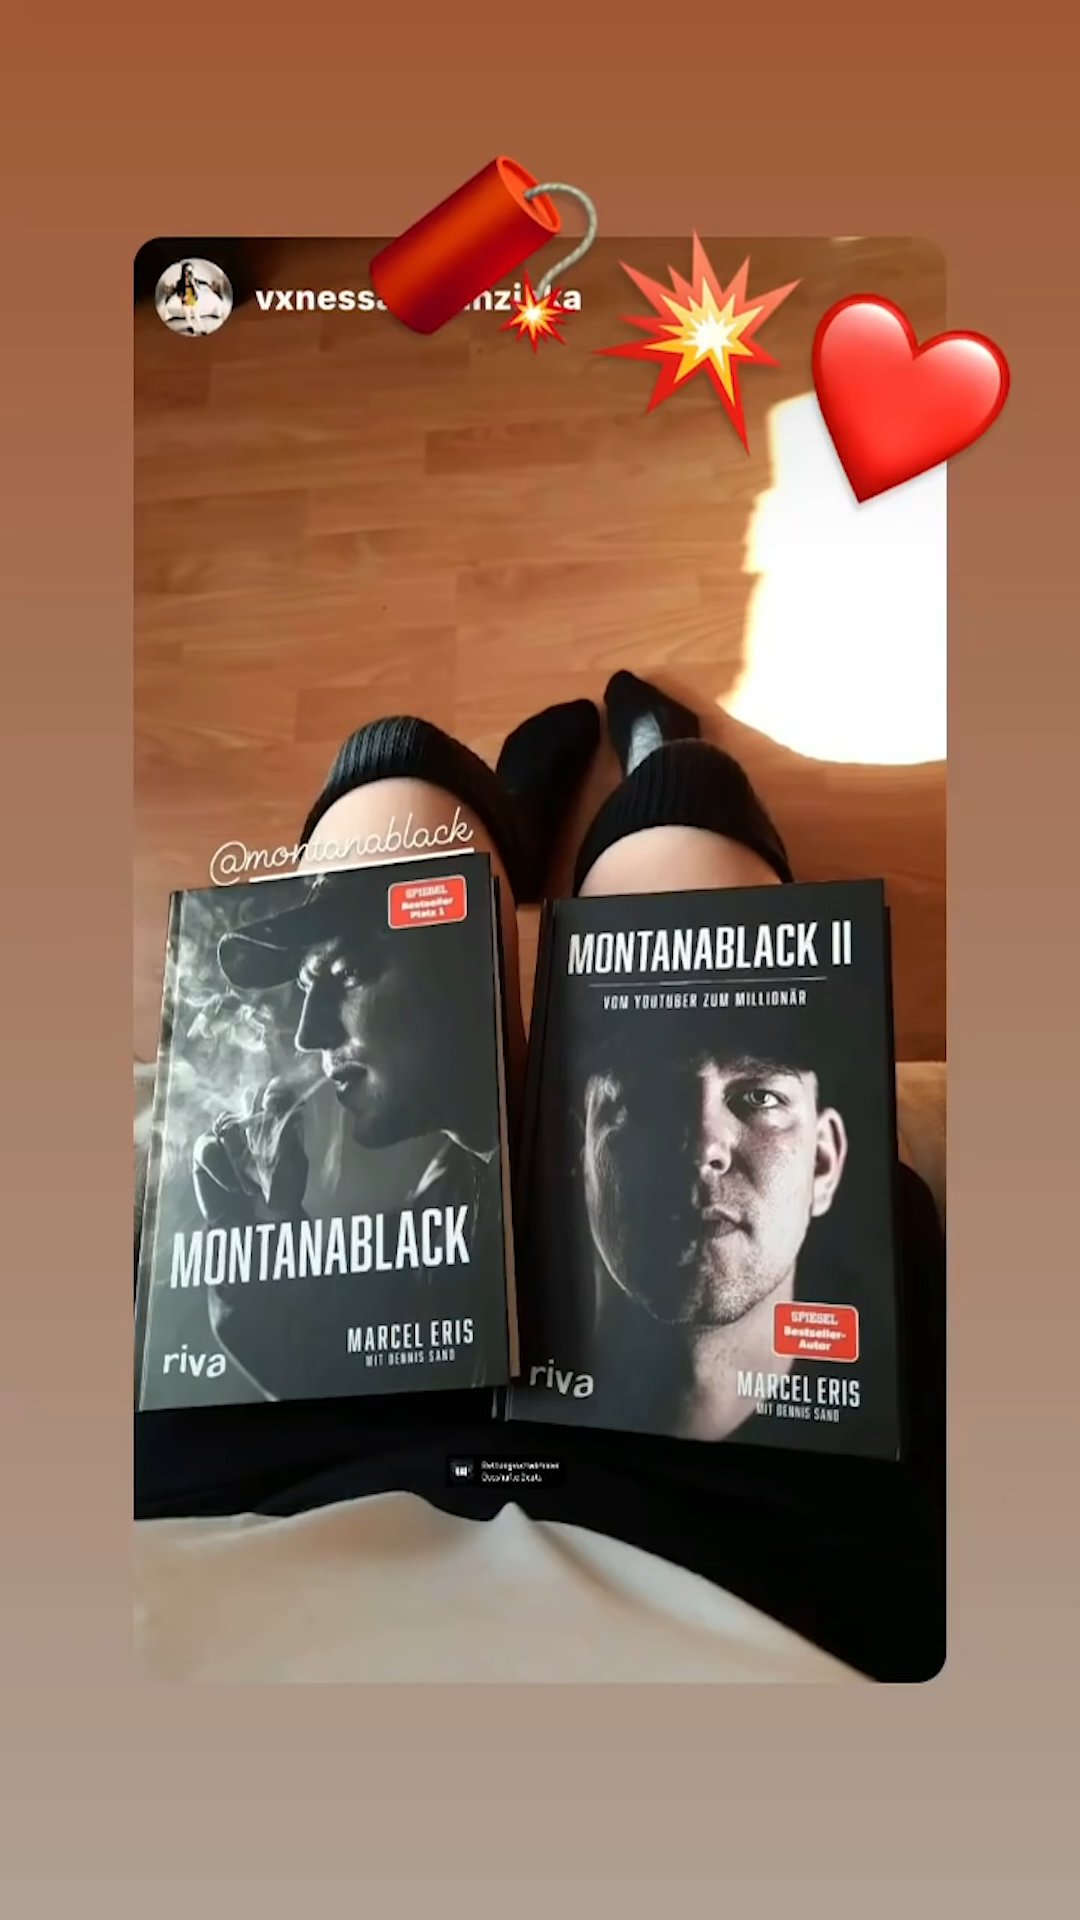 @montanablack
SPIEGEL
Bestseller
Platz 1
MONTANABLACK
MARCEL ERIS
MIT DENNIS SAND
riva
MONTANABLACK II
VOM YOUTUBER ZUM MILLIONÄR
SPIEGEL
Bestseller-
Autor
MARCEL ERIS
MIT DENNIS SAND
riva